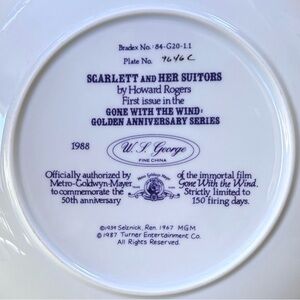 Bradex No. 84-G20-1.1
Plate No. 9646 C
SCARLETT AND HER SUITORS
by Howard Rogers
First issue in the
GONE WITH THE WIND:
GOLDEN ANNIVERSARY SERIES
1988
W. S. George
FINE CHINA
Officially authorized by of the immortal film
Metro-Goldwyn-Mayer Gone With the Wind.
to commemorate the Strictly limited to
50th anniversary 150 firing days.
©1939 Selznick, Ren. 1967 MGM
©1987 Turner Entertainment Co.
All Rights Reserved.